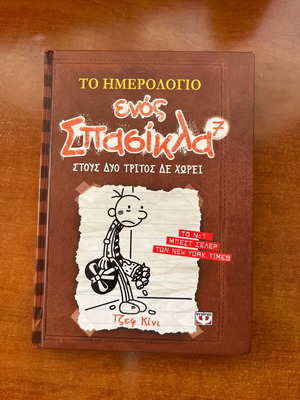 ΤΟ ΗΜΕΡΟΛΟΓΙΟ
ενός
Σπασίκλα 7
ΣΤΟΥΣ ΔΥΟ ΤΡΙΤΟΣ ΔΕ ΧΩΡΕΙ
ΤΟ Νο 1
ΜΠΕΣΤ ΣΕΛΕΡ
ΤΩΝ NEW YORK TIMES
Τζεφ Κίνι
ΨΥΧΟΓΙΟΣ